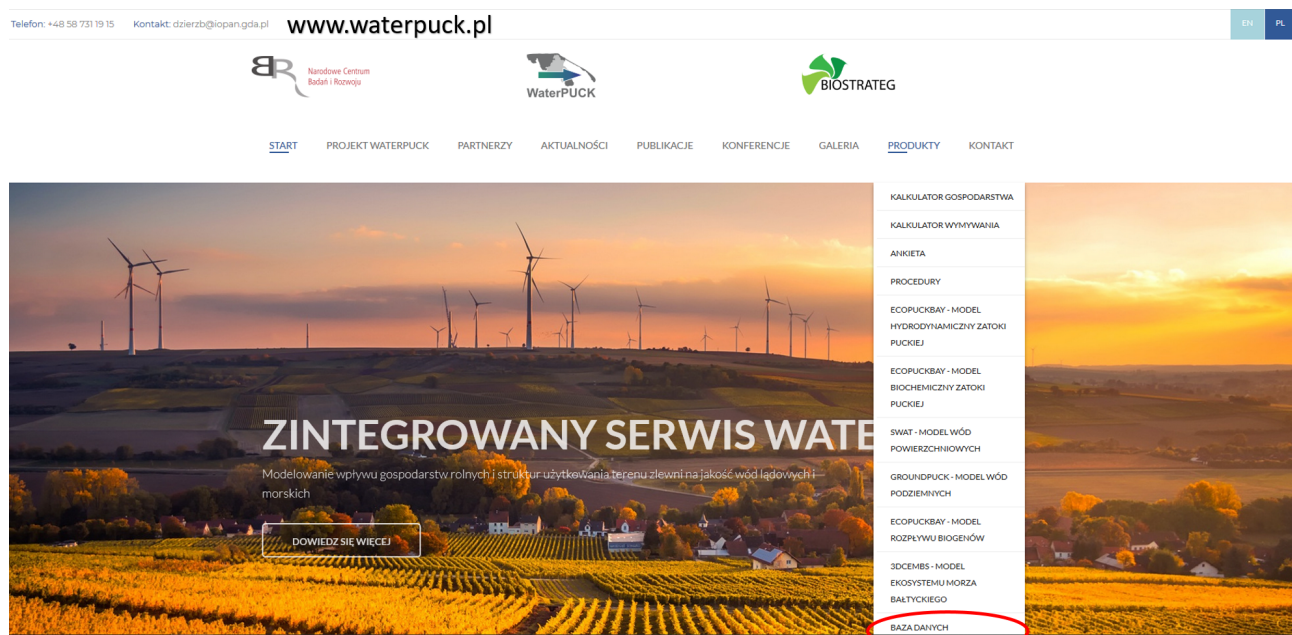 Telefon: +48 58 731 19 15 Kontakt: dzierzb@iopan.gda.pl www.waterpuck.pl EN PL
BR Narodowe Centrum
Badań i Rozwoju
WaterPUCK
BIOSTRATEG
START PROJEKT WATERPUCK PARTNERZY AKTUALNOŚCI PUBLIKACJE KONFERENCJE GALERIA PRODUKTY KONTAKT
KALKULATOR GOSPODARSTWA
KALKULATOR WYMYWANIA
ANKIETA
PROCEDURY
ECOPUCKBAY - MODEL
HYDRODYNAMICZNY ZATOKI
PUCKIEJ
ECOPUCKBAY - MODEL
BIOCHEMICZNY ZATOKI
PUCKIEJ
SWAT - MODEL WÓD
POWIERZCHNIOWYCH
GROUNDPUCK - MODEL WÓD
PODZIEMNYCH
ECOPUCKBAY - MODEL
ROZPŁYWU BIOGENÓW
3DCEMBS - MODEL
EKOSYSTEMU MORZA
BAŁTYCKIEGO
BAZA DANYCH
ZINTEGROWANY SERWIS WATE
Modelowanie wpływu gospodarstw rolnych i struktur użytkowania terenu zlewni na jakość wód lądowych i
morskich
DOWIEDZ SIĘ WIĘCEJ